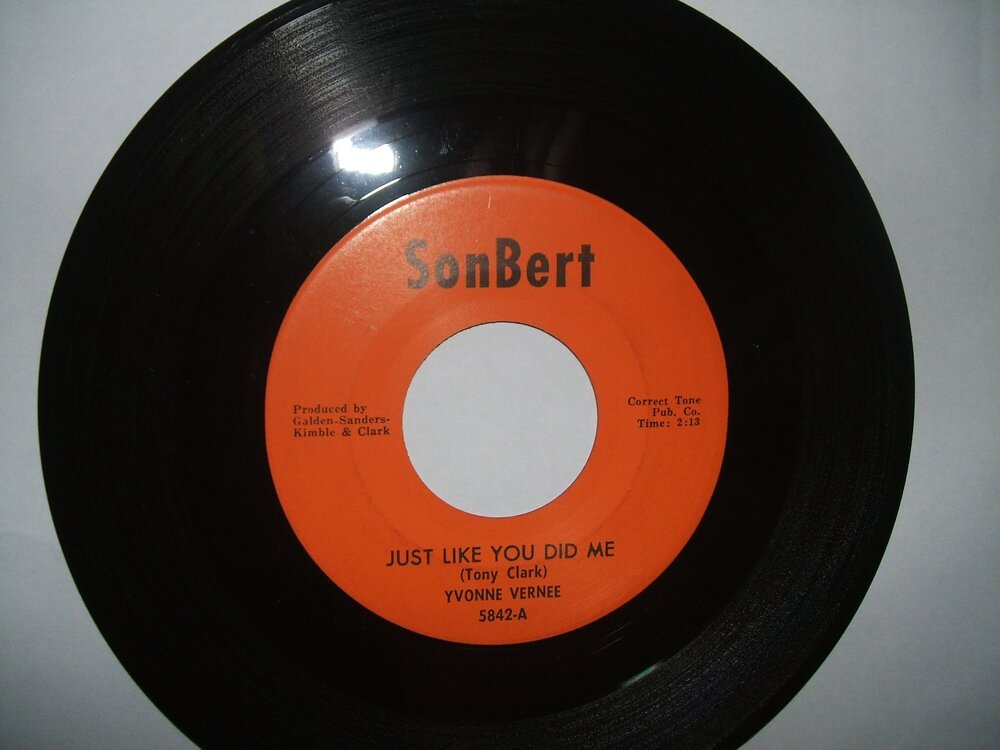 SonBert
Produced by
Galden-Sanders-
Kimble & Clark
Correct Tone
Pub. Co.
Time: 2:13
JUST LIKE YOU DID ME
(Tony Clark)
YVONNE VERNEE
5842-A